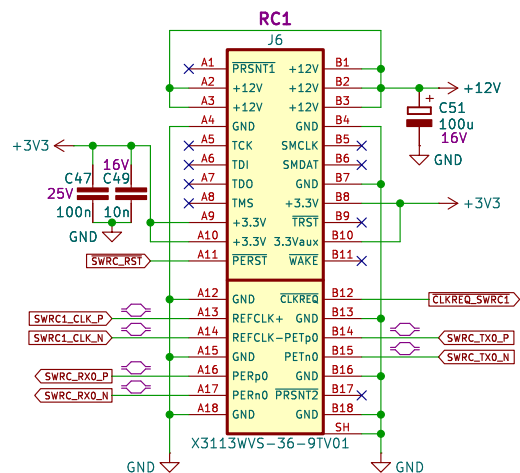 RC1
J6
A1 PRSNT1 +12V B1
A2 +12V +12V B2 +12V
A3 +12V +12V B3
C51
100u
16V
GND
A4 GND GND B4
+3V3 A5 TCK SMCLK B5
A6 TDI SMDAT B6
A7 TDO GND B7
A8 TMS +3.3V B8 +3V3
16V
C47 C49
25V
100n 10n
GND
A9 +3.3V TRST B9
A10 +3.3V 3.3Vaux B10
SWRC_RST A11 PERST WAKE B11
A12 GND CLKREQ B12 CLKREQ_SWRC1
SWRC1_CLK_P A13 REFCLK+ GND B13
SWRC1_CLK_N A14 REFCLK- PETp0 B14 SWRC_TX0_P
A15 GND PETn0 B15 SWRC_TX0_N
SWRC_RX0_P A16 PERp0 GND B16
SWRC_RX0_N A17 PERn0 PRSNT2 B17
A18 GND GND B18
SH
X3113WVS-36-9TV01
GND GND